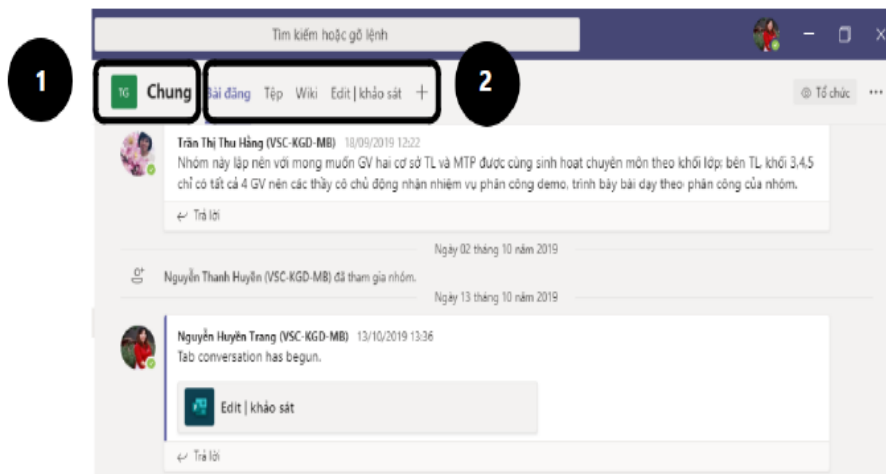 Tìm kiếm hoặc gõ lệnh
1
TG Chung Bài đăng Tệp Wiki Edit | khảo sát +
2
Tổ chức ...
Trần Thị Thu Hằng (VSC-KGD-MB) 18/09/2019 12:22
Nhóm này lập nên với mong muốn GV hai cơ sở TL và MTP được cùng sinh hoạt chuyên môn theo khối lớp; bên TL, khối 3,4,5
chỉ có tất cả 4 GV nên các thầy cô chủ động nhận nhiệm vụ phân công demo, trình bày bài dạy theo phân công của nhóm.
Trả lời
Ngày 02 tháng 10 năm 2019
Nguyễn Thanh Huyền (VSC-KGD-MB) đã tham gia nhóm.
Ngày 13 tháng 10 năm 2019
Nguyễn Huyền Trang (VSC-KGD-MB) 13/10/2019 13:36
Tab conversation has begun.
Edit | khảo sát
Trả lời